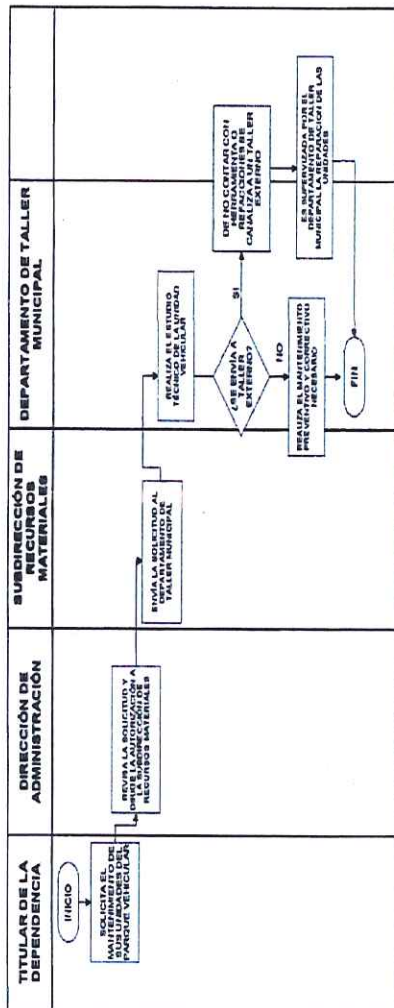 TITULAR DE LA
DEPENDENCIA
DIRECCIÓN DE
ADMINISTRACIÓN
SUBDIRECCIÓN DE
RECURSOS
MATERIALES
DEPARTAMENTO DE TALLER
MUNICIPAL
INICIO
SOLICITA EL
MANTENIMIENTO DE
SUS UNIDADES DEL
PARQUE VEHICULAR
REVISA LA SOLICITUD Y
DIRIGE LA AUTORIZACIÓN A
LA SUBDIRECCIÓN DE
RECURSOS MATERIALES
ENVÍA LA SOLICITUD AL
DEPARTAMENTO DE
TALLER MUNICIPAL
REALIZA EL ESTUDIO
TÉCNICO DE LA UNIDAD
VEHICULAR
¿SE ENVÍA A
TALLER
EXTERNO?
SI
DE NO CONTAR CON
HERRAMIENTA O
REFACCIONES SE
CANALIZA A UN TALLER
EXTERNO
NO
REALIZA EL MANTENIMIENTO
PREVENTIVO Y CORRECTIVO
NECESARIO
ES SUPERVIZADA POR EL
DEPARTAMENTO DE TALLER
MUNICIPAL LA REPARACIÓN DE LAS
UNIDADES
FIN